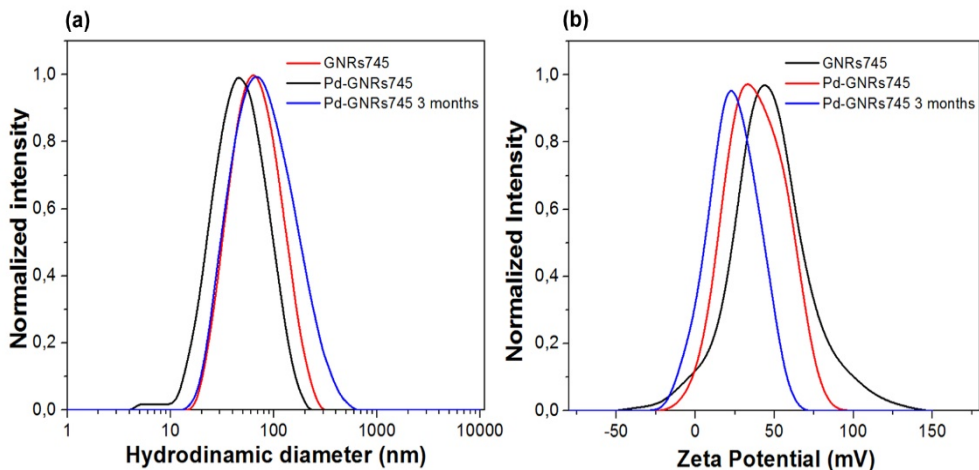 (a)
GNRs745
Pd-GNRs745
Pd-GNRs745 3 months
1,0
0,8
0,6
0,4
0,2
0,0
Normalized intensity
1
10
100
1000
10000
Hydrodinamic diameter (nm)
(b)
GNRs745
Pd-GNRs745
Pd-GNRs745 3 months
1,0
0,8
0,6
0,4
0,2
0,0
Normalized Intensity
-50
0
50
100
150
Zeta Potential (mV)